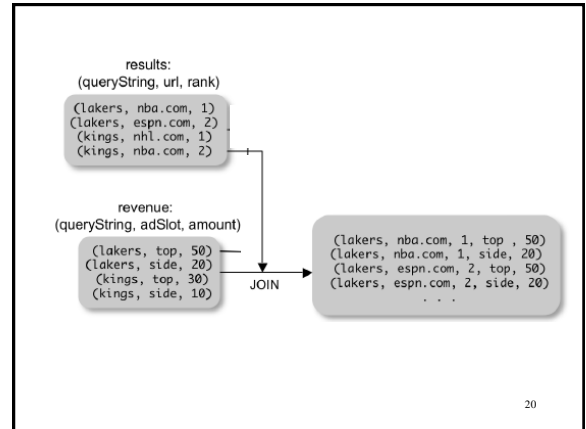 results:
(queryString, url, rank)
(lakers, nba.com, 1)
(lakers, espn.com, 2)
(kings, nhl.com, 1)
(kings, nba.com, 2)
revenue:
(queryString, adSlot, amount)
(lakers, top, 50)
(lakers, side, 20)
(kings, top, 30)
(kings, side, 10)
JOIN
(lakers, nba.com, 1, top , 50)
(lakers, nba.com, 1, side, 20)
(lakers, espn.com, 2, top, 50)
(lakers, espn.com, 2, side, 20)
. . .
20